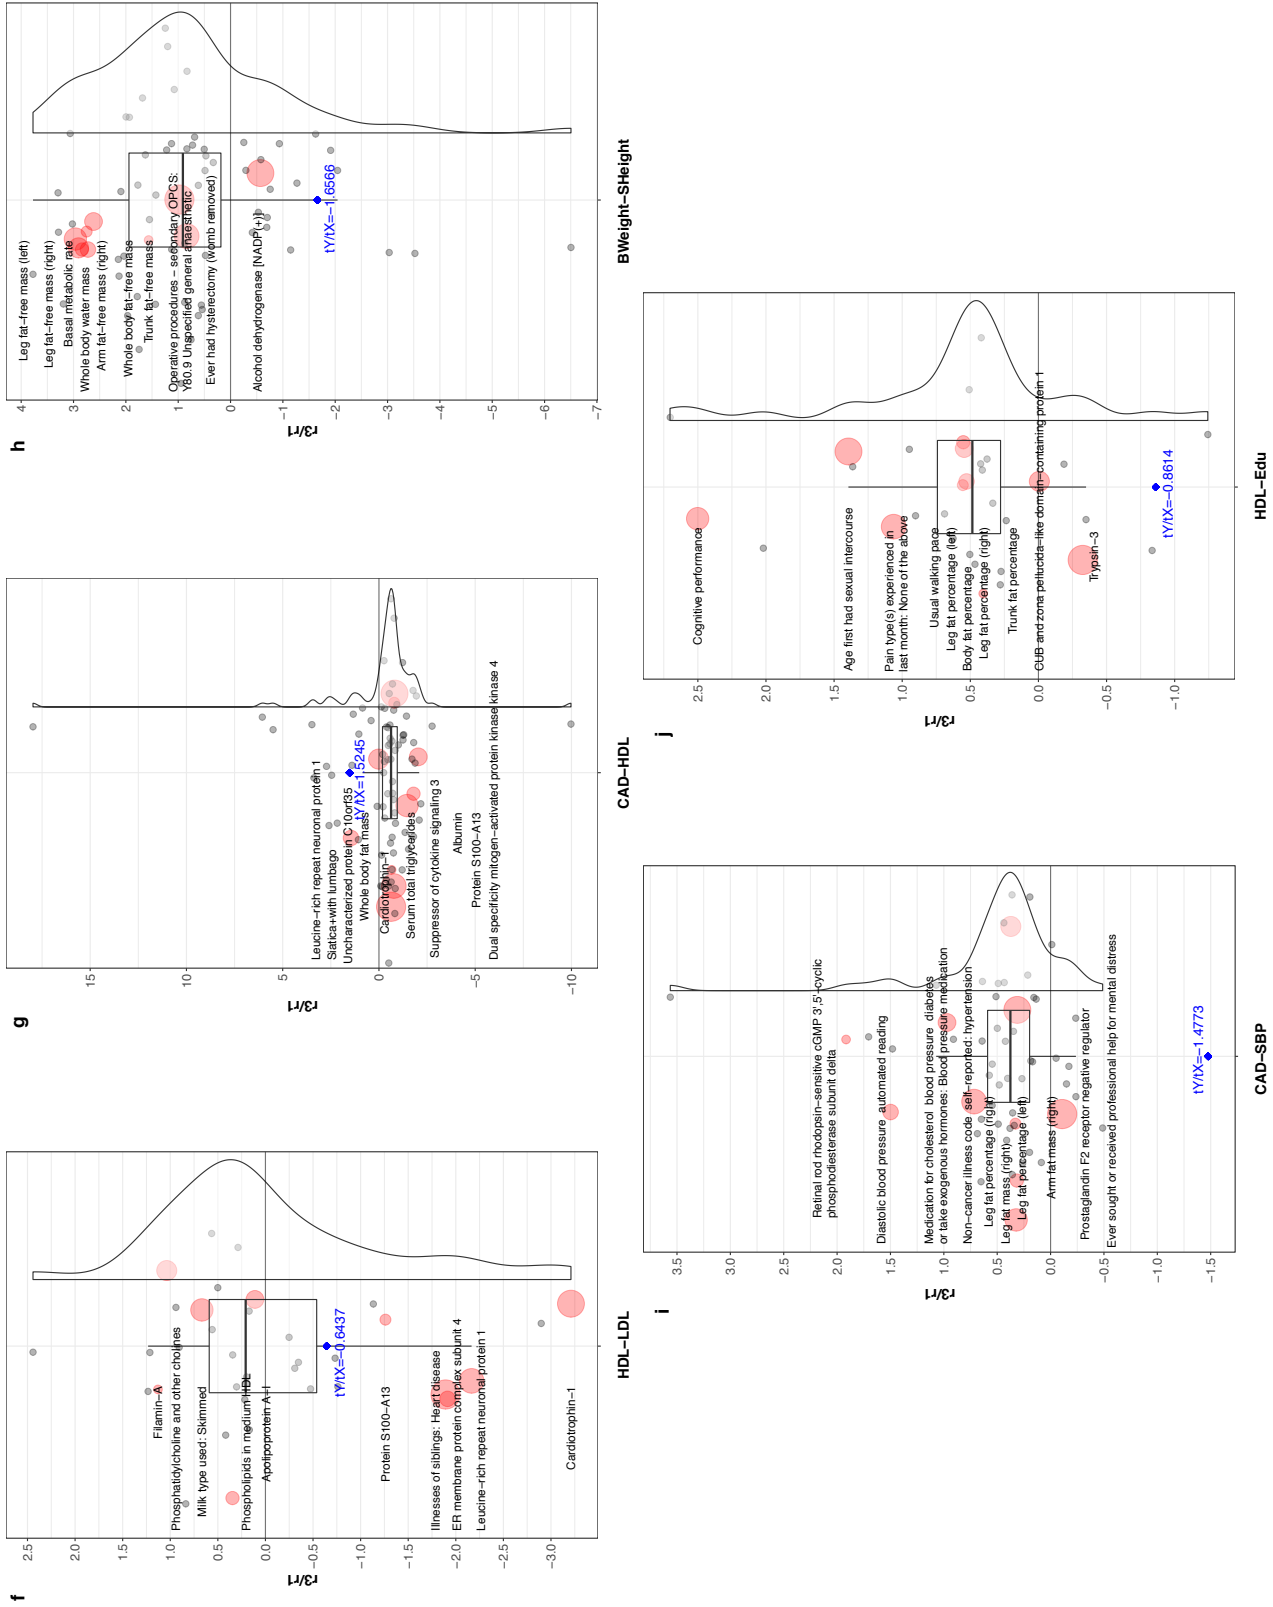 f
r3/r1
2.5
2.0
1.5
1.0
0.5
0.0
−0.5
−1.0
−1.5
−2.0
−2.5
−3.0
Filamin−A
Phosphatidylcholine and other cholines
Milk type used: Skimmed
Phospholipids in medium HDL
Apolipoprotein A−I
tY/tX=−0.6437
Protein S100−A13
Illnesses of siblings: Heart disease
ER membrane protein complex subunit 4
Leucine−rich repeat neuronal protein 1
Cardiotrophin−1
HDL−LDL
g
r3/r1
15
10
5
0
−5
−10
Leucine−rich repeat neuronal protein 1
Siatica+with lumbago
Uncharacterized protein C10orf35
tY/tX=1.5245
Whole body fat mass
Cardiotrophin−1
Serum total triglycerides
Suppressor of cytokine signaling 3
Albumin
Protein S100−A13
Dual specificity mitogen−activated protein kinase kinase 4
CAD−HDL
h
r3/r1
4
3
2
1
0
−1
−2
−3
−4
−5
−6
−7
Leg fat−free mass (left)
Leg fat−free mass (right)
Basal metabolic rate
Whole body water mass
Arm fat−free mass (right)
Whole body fat−free mass
Trunk fat−free mass
Operative procedures − secondary OPCS:
Y80.9 Unspecified general anaesthetic
Ever had hysterectomy (womb removed)
Alcohol dehydrogenase [NADP(+)]
tY/tX=−1.6566
BWeight−SHeight
i
r3/r1
3.5
3.0
2.5
2.0
1.5
1.0
0.5
0.0
−0.5
−1.0
−1.5
Retinal rod rhodopsin−sensitive cGMP 3',5'−cyclic
phosphodiesterase subunit delta
Diastolic blood pressure automated reading
Medication for cholesterol blood pressure diabetes
or take exogenous hormones: Blood pressure medication
Non−cancer illness code self−reported: hypertension
Leg fat percentage (right)
Leg fat mass (right)
Leg fat percentage (left)
Arm fat mass (right)
Prostaglandin F2 receptor negative regulator
Ever sought or received professional help for mental distress
tY/tX=−1.4773
CAD−SBP
j
r3/r1
2.5
2.0
1.5
1.0
0.5
0.0
−0.5
−1.0
Cognitive performance
Age first had sexual intercourse
Pain type(s) experienced in
last month: None of the above
Usual walking pace
Leg fat percentage (left)
Body fat percentage
Leg fat percentage (right)
Trunk fat percentage
CUB and zona pellucida−like domain−containing protein 1
Trypsin−3
tY/tX=−0.8614
HDL−Edu